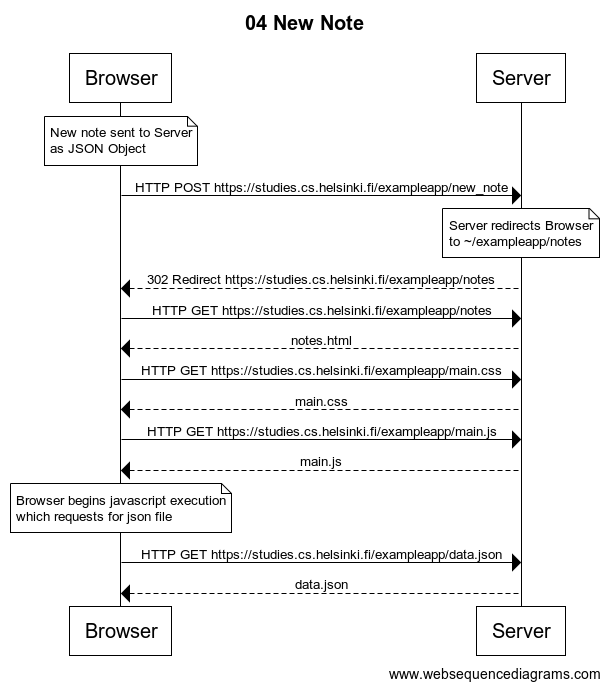 04 New Note
Browser
Server
New note sent to Server
as JSON Object
HTTP POST https://studies.cs.helsinki.fi/exampleapp/new_note
Server redirects Browser
to ~/exampleapp/notes
302 Redirect https://studies.cs.helsinki.fi/exampleapp/notes
HTTP GET https://studies.cs.helsinki.fi/exampleapp/notes
notes.html
HTTP GET https://studies.cs.helsinki.fi/exampleapp/main.css
main.css
HTTP GET https://studies.cs.helsinki.fi/exampleapp/main.js
main.js
Browser begins javascript execution
which requests for json file
HTTP GET https://studies.cs.helsinki.fi/exampleapp/data.json
data.json
Browser
Server
www.websequencediagrams.com